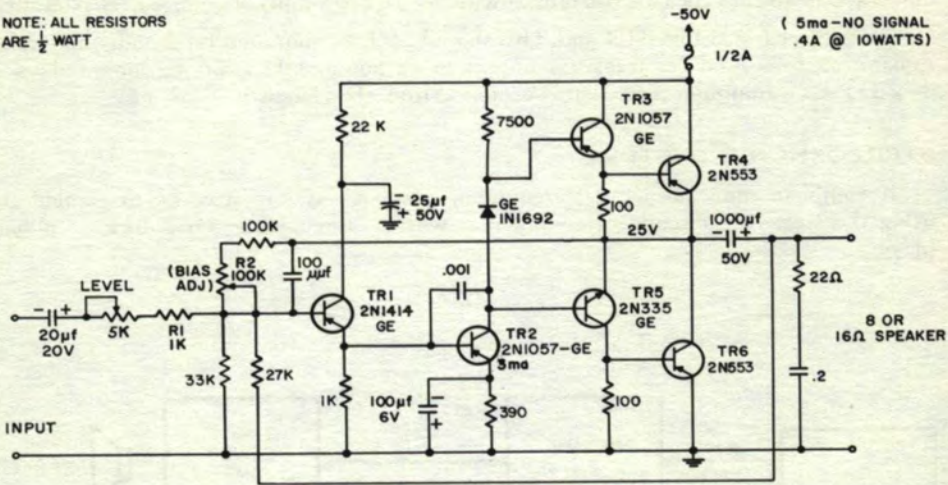 NOTE: ALL RESISTORS
ARE 1/2 WATT
-50V
( 5ma-NO SIGNAL
.4A @ 10WATTS)
1/2A
22 K
7500
TR3
2N1057
GE
TR4
2N553
25µf
50V
GE
1N1692
100
25V
1000µf
50V
100K
100
µµf
(BIAS
ADJ)
R2
100K
LEVEL
.001
22Ω
TR1
2N1414
GE
TR5
2N335
GE
8 OR
16Ω SPEAKER
20µf
20V
5K
R1
1K
TR2
2N1057-GE
3ma
TR6
2N553
33K
27K
1K
100µf
6V
390
100
.2
INPUT